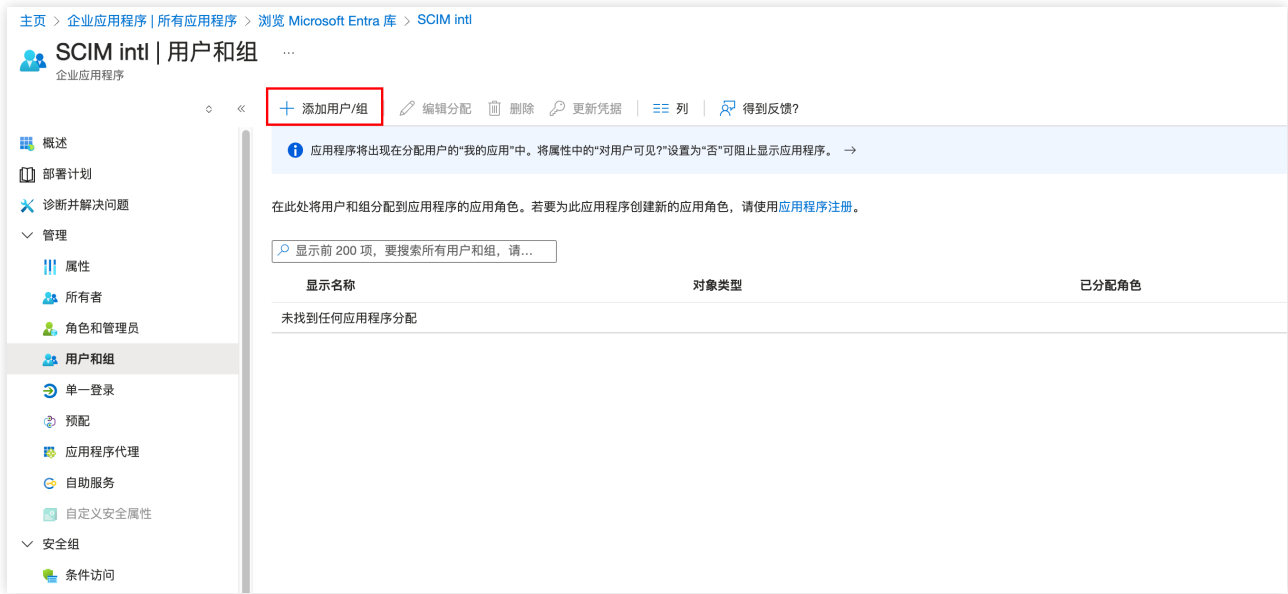 主页 > 企业应用程序 | 所有应用程序 > 浏览 Microsoft Entra 库 > SCIM intl
SCIM intl | 用户和组 ...
企业应用程序
添加用户/组 编辑分配 删除 更新凭据 列 得到反馈?
概述
部署计划
诊断并解决问题
管理
属性
所有者
角色和管理员
用户和组
单一登录
预配
应用程序代理
自助服务
自定义安全属性
安全组
条件访问
应用程序将出现在分配用户的“我的应用”中。将属性中的“对用户可见?”设置为“否”可阻止显示应用程序。 →
在此处将用户和组分配到应用程序的应用角色。若要为此应用程序创建新的应用角色，请使用应用程序注册。
显示前 200 项，要搜索所有用户和组，请...
显示名称 对象类型 已分配角色
未找到任何应用程序分配